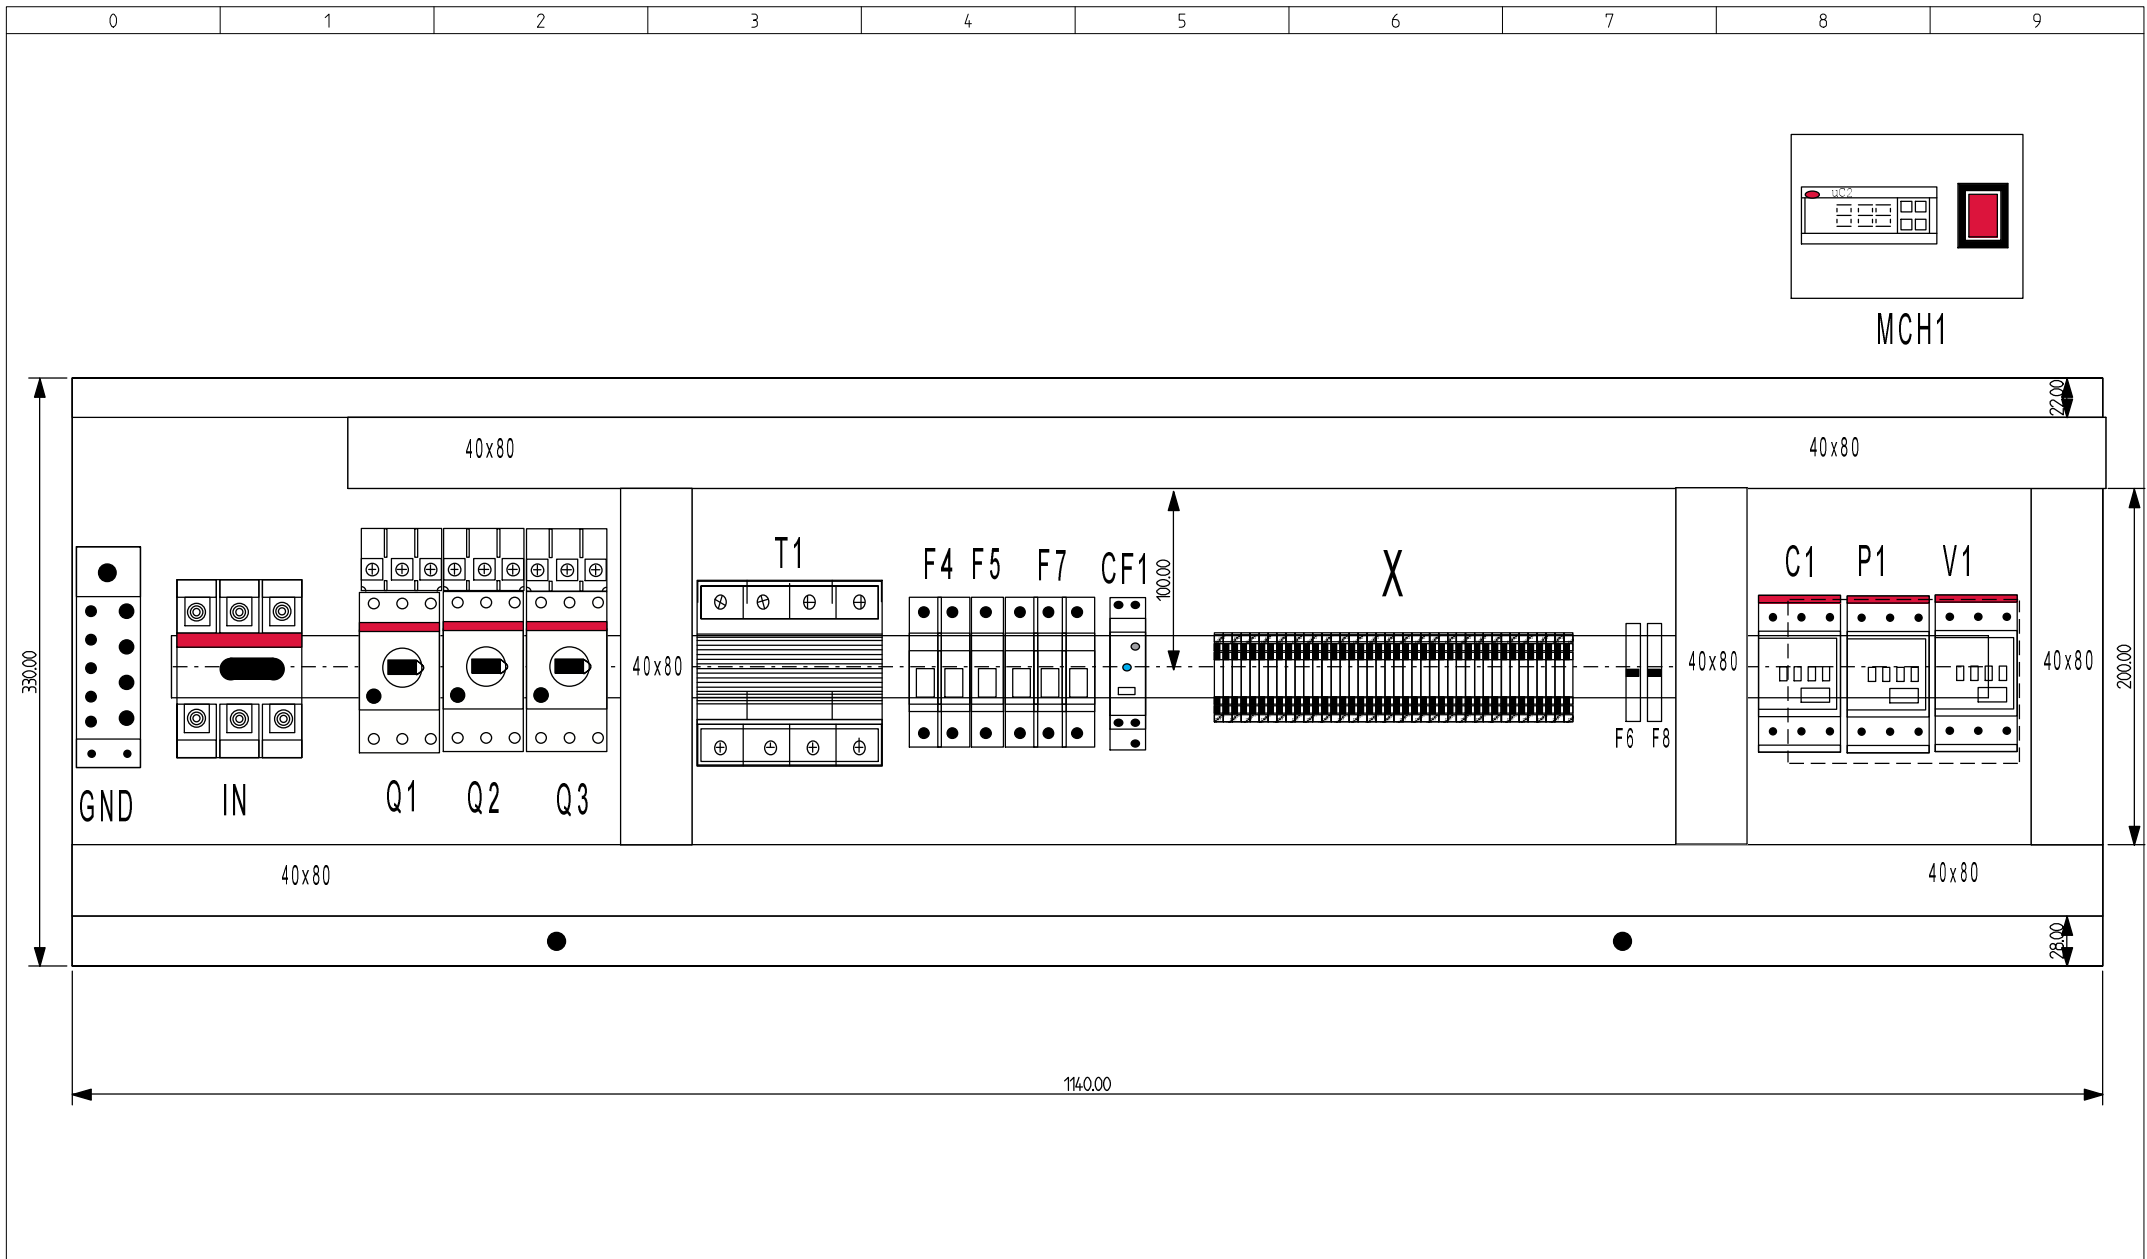 0 1 2 3 4 5 6 7 8 9
uC2
MCH1
22.00
40x80 40x80
T1 F4 F5 F7 CF1 100.00 X C1 P1 V1
330.00 40x80 40x80 40x80 200.00
F6 F8
GND IN Q1 Q2 Q3
40x80 40x80
28.00
1140.00